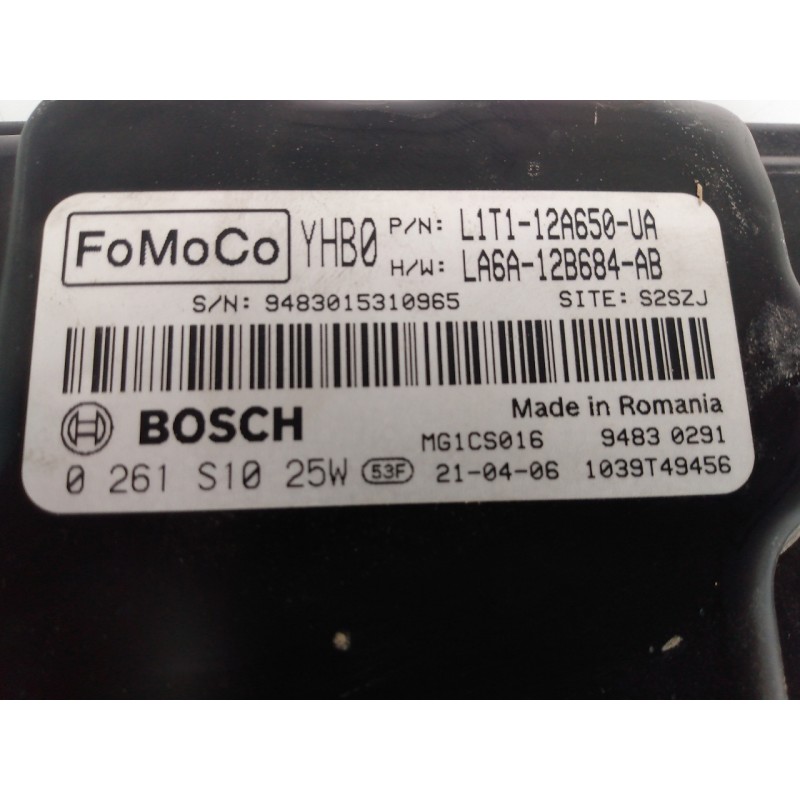 FoMoCo YHB0 P/N: L1T1-12A650-UA
H/W: LA6A-12B684-AB
S/N: 9483015310965 SITE: S2SZJ
BOSCH Made in Romania
MG1CS016 9483 0291
0 261 S10 25W 53F 21-04-06 1039T49456